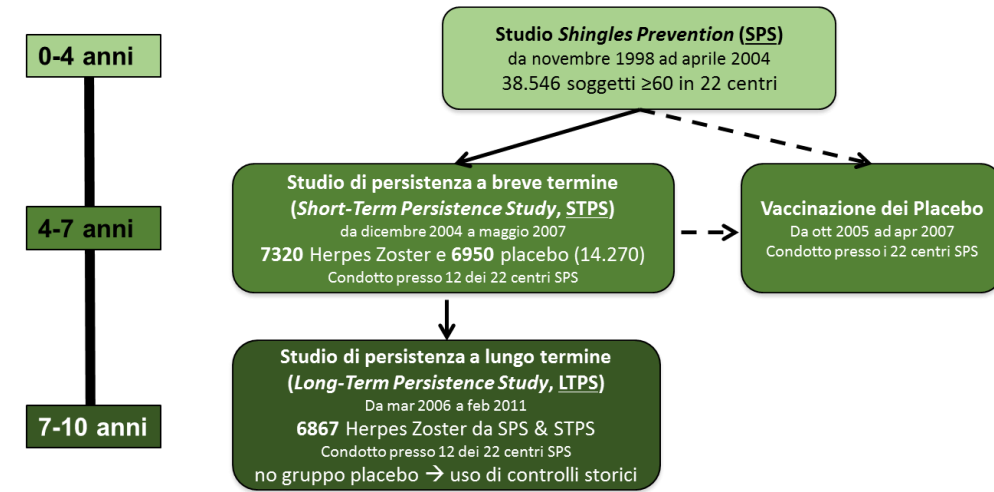 0-4 anni
Studio Shingles Prevention (SPS)
da novembre 1998 ad aprile 2004
38.546 soggetti ≥60 in 22 centri
4-7 anni
Studio di persistenza a breve termine
(Short-Term Persistence Study, STPS)
da dicembre 2004 a maggio 2007
7320 Herpes Zoster e 6950 placebo (14.270)
Condotto presso 12 dei 22 centri SPS
Vaccinazione dei Placebo
Da ott 2005 ad apr 2007
Condotto presso i 22 centri SPS
7-10 anni
Studio di persistenza a lungo termine
(Long-Term Persistence Study, LTPS)
Da mar 2006 a feb 2011
6867 Herpes Zoster da SPS & STPS
Condotto presso 12 dei 22 centri SPS
no gruppo placebo → uso di controlli storici